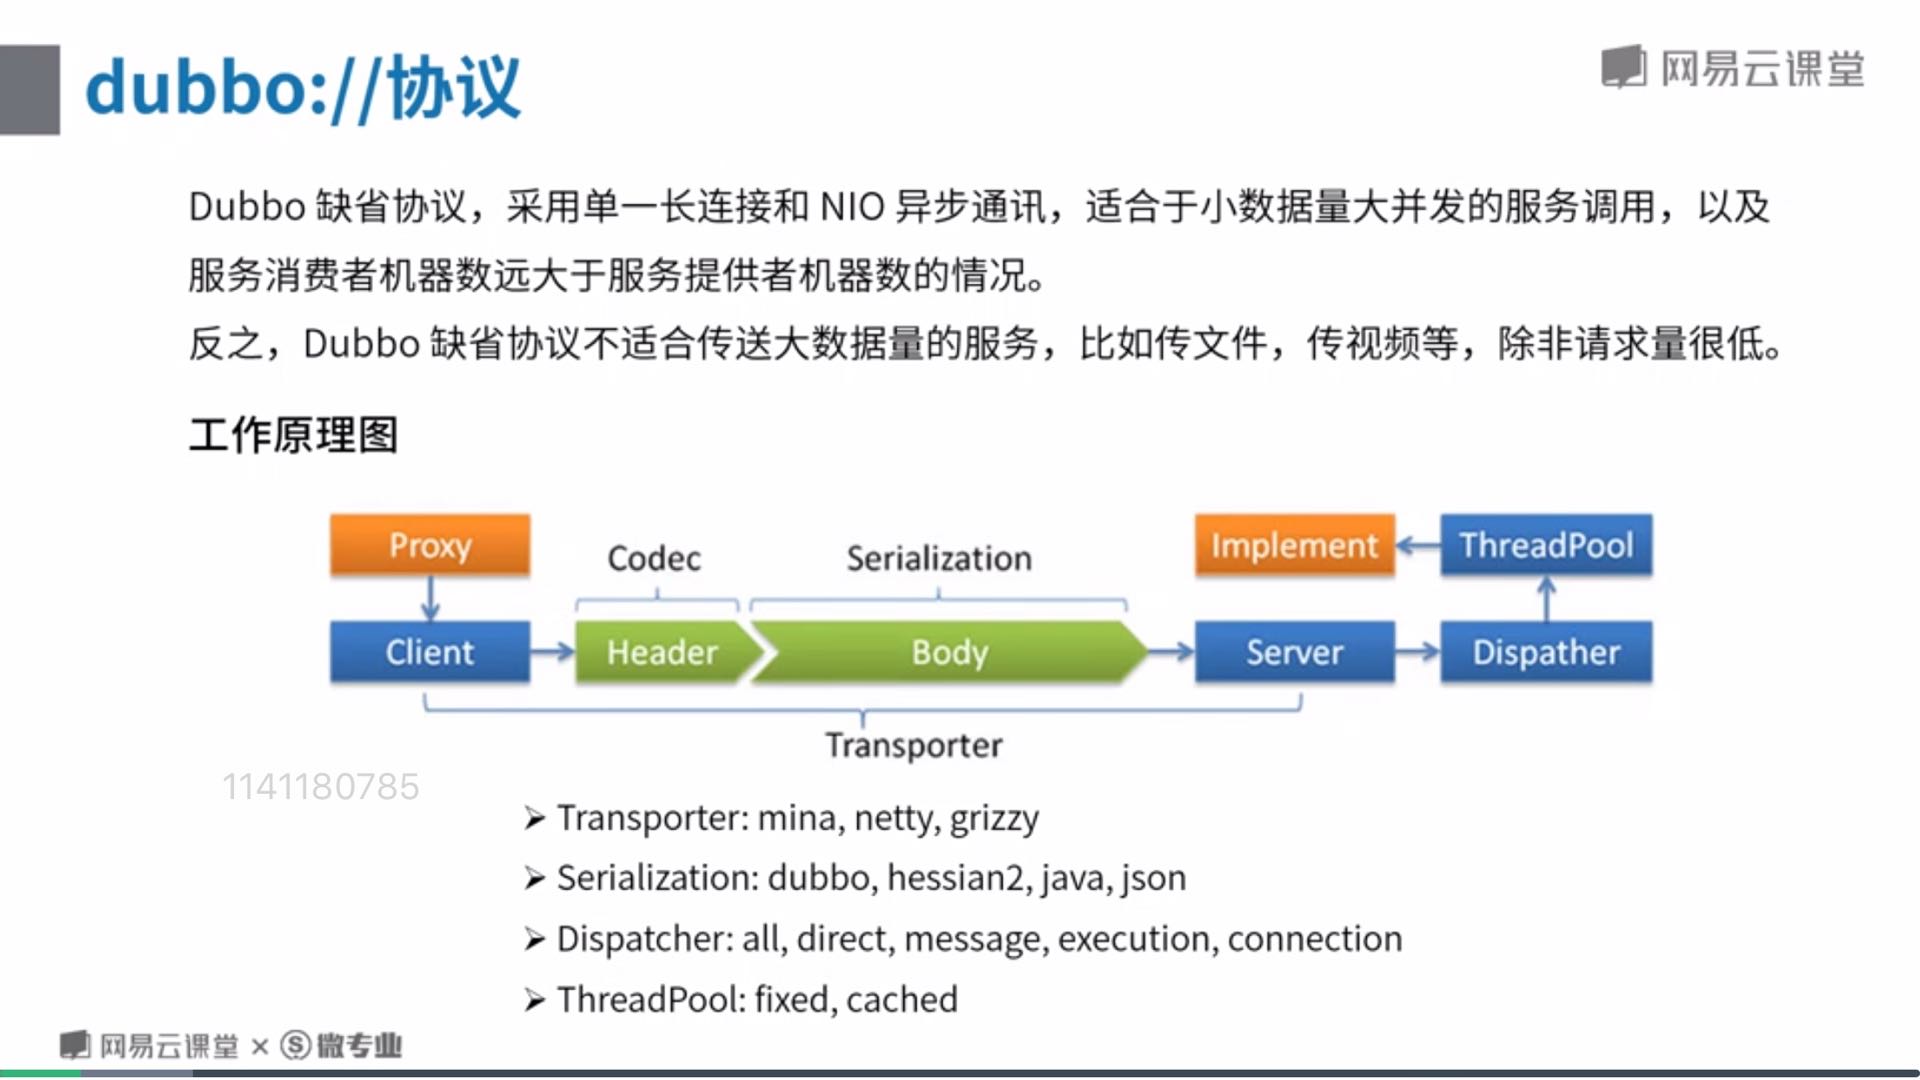 dubbo://协议
网易云课堂
Dubbo 缺省协议，采用单一长连接和 NIO 异步通讯，适合于小数据量大并发的服务调用，以及
服务消费者机器数远大于服务提供者机器数的情况。
反之，Dubbo 缺省协议不适合传送大数据量的服务，比如传文件，传视频等，除非请求量很低。
工作原理图
Proxy
Codec
Serialization
Implement
ThreadPool
Client
Header
Body
Server
Dispather
Transporter
1141180785
➢ Transporter: mina, netty, grizzy
➢ Serialization: dubbo, hessian2, java, json
➢ Dispatcher: all, direct, message, execution, connection
➢ ThreadPool: fixed, cached
网易云课堂 × Ⓢ微专业